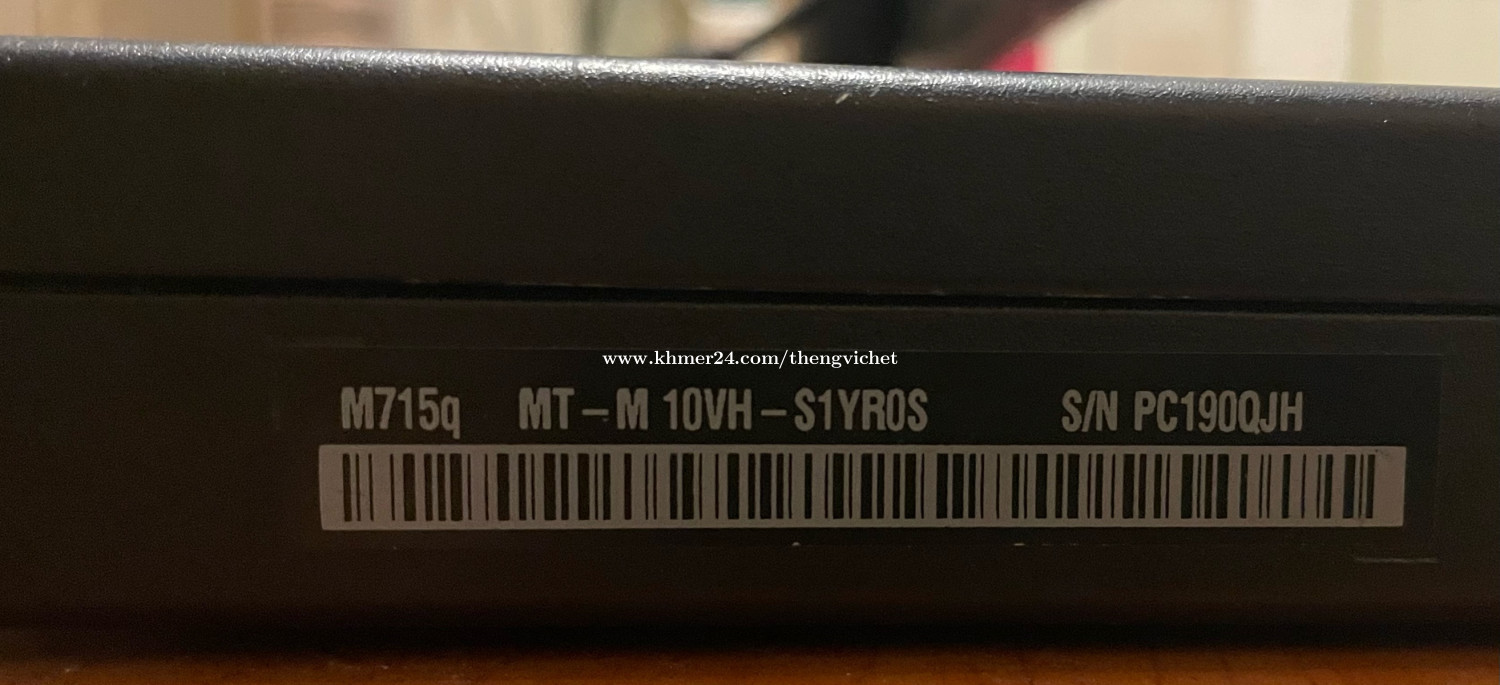 www.khmer24.com/thengvichet
M715q MT-M 10VH-S1YR0S S/N PC190QJH